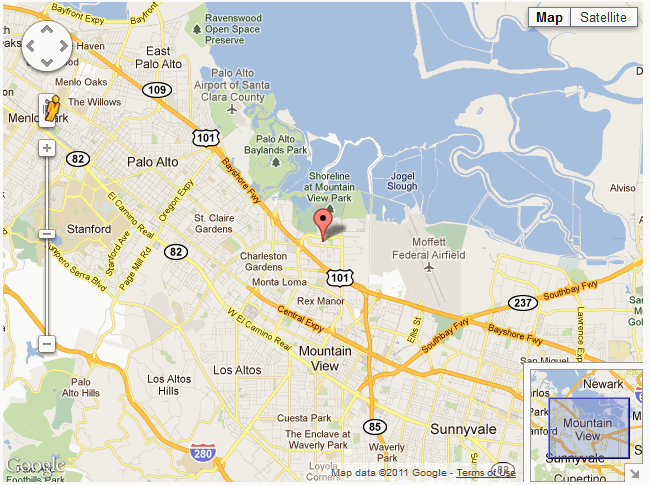 Bayfront Expy
Bayfront Expy
Ravenswood
Open Space
Preserve
Map
Satellite
Haven
East
Palo Alto
Menlo Oaks
Palo Alto
Airport of Santa
Clara County
109
The Willows
Menlo Park
101
82
Palo Alto
Palo Alto
Baylands Park
Bayshore Fwy
Shoreline
at Mountain
View Park
Jogel
Slough
Alviso
El Camino Real
Oregon Expy
St. Claire
Gardens
Stanford
Stanford Ave
Page Mill Rd
82
Junipero Serra Blvd
Charleston
Gardens
Moffett
Federal Airfield
Monta Loma
101
Rex Manor
237
Southbay Fwy
Central Expy
W El Camino Real
Ellis St
Southbay Fwy
Bayshore Fwy
Lawrence Exp
Mountain
View
San Miguel
Palo
Alto Hills
Los Altos
Hills
Los Altos
Cuesta Park
85
Sunnyvale
The Enclave at
Waverly Park
Waverly
Park
280
Loyola
Corners
Foothills Park
Google
Map data ©2011 Google - Terms of Use
Newark
Mountain
View
Sunnyvale
Cupertino